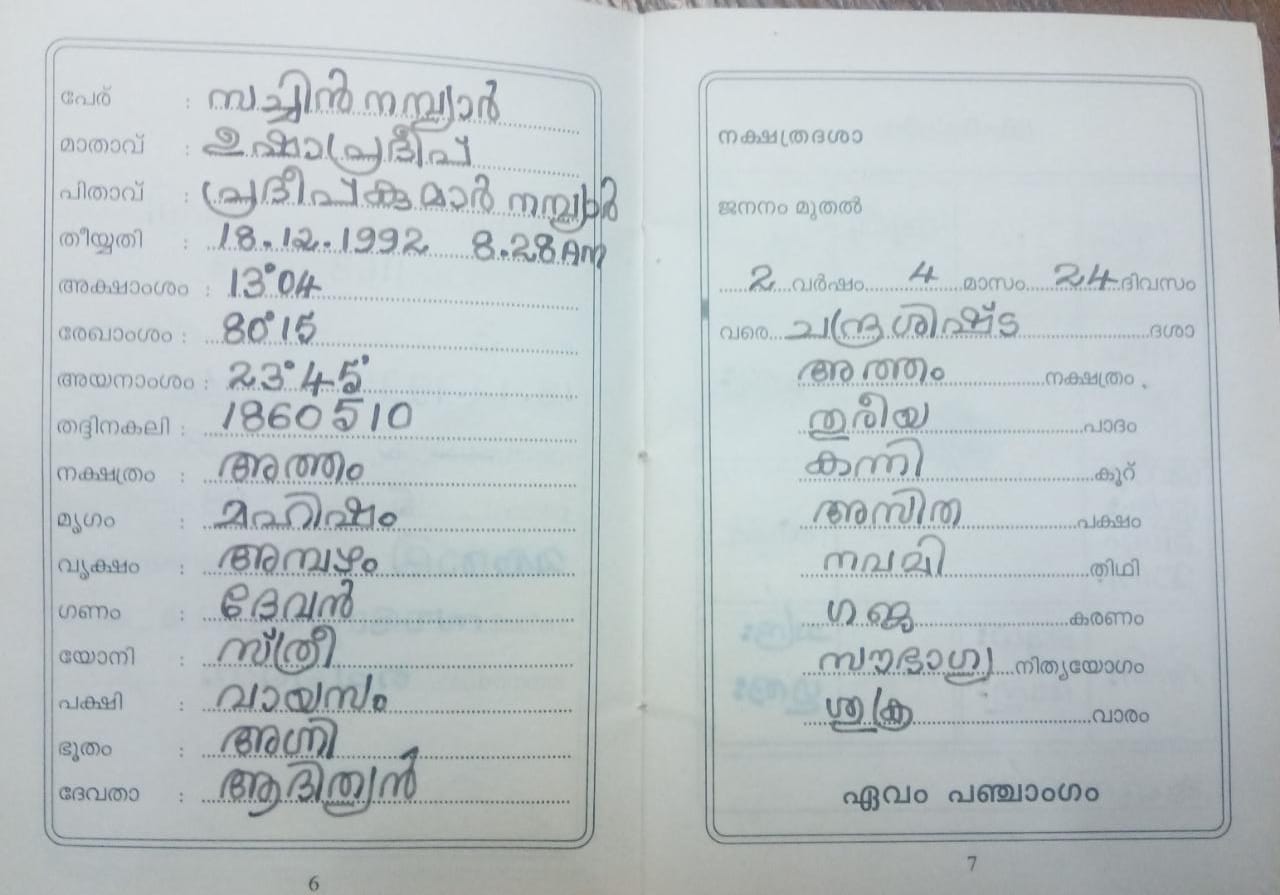 പേര് : സച്ചിൻ നമ്പ്യാർ
മാതാവ് : ഉഷാപ്രദീപ്
പിതാവ് : പ്രദീപ്കുമാർ നമ്പ്യാർ
തീയ്യതി : 18.12.1992 8.28Am
അക്ഷാംശം : 13°04
രേഖാംശം : 80°15
അയനാംശം : 23°45'
തദ്ദിനകലി : 1860510
നക്ഷത്രം : അത്തം
മൃഗം : മഹിഷം
വൃക്ഷം : അമ്പഴം
ഗണം : ദേവൻ
യോനി : സ്ത്രീ
പക്ഷി : വായസം
ഭൂതം : അഗ്നി
ദേവതാ : ആദിത്യൻ
6
നക്ഷത്രദശാ
ജനനം മുതൽ
2 വർഷം 4 മാസം 24 ദിവസം
വരെ ചന്ദ്രശിഷ്ട ദശാ
അത്തം നക്ഷത്രം
തുരീയ പാദം
കന്നി കൂറ്
അസിത പക്ഷം
നവമി തിഥി
ഗജ കരണം
സൗഭാഗ്യ നിത്യയോഗം
ശുക്ര വാരം
ഏവം പഞ്ചാംഗം
7